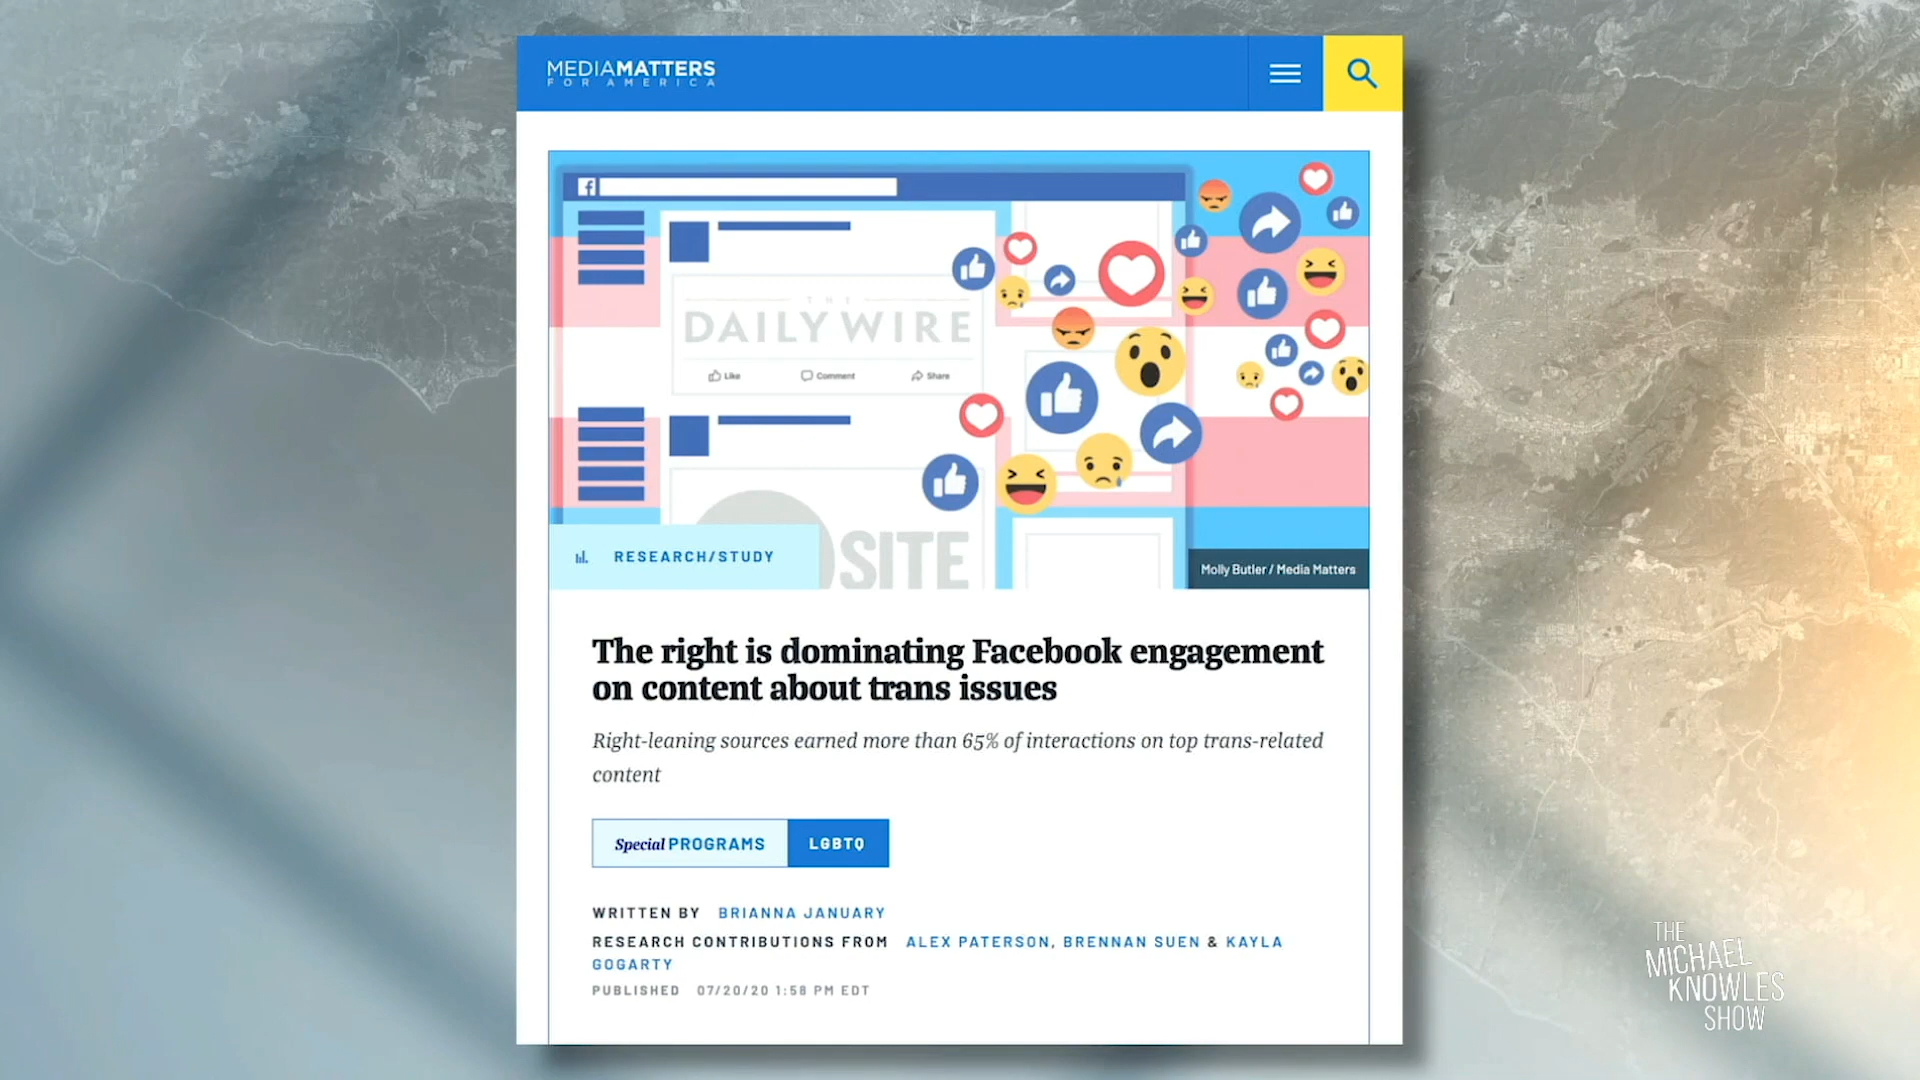 MEDIAMATTERS
FOR AMERICA
f
THE
DAILY WIRE
Like Comment Share
SITE
RESEARCH/STUDY
Molly Butler / Media Matters
The right is dominating Facebook engagement
on content about trans issues
Right-leaning sources earned more than 65% of interactions on top trans-related
content
Special PROGRAMS LGBTQ
WRITTEN BY BRIANNA JANUARY
RESEARCH CONTRIBUTIONS FROM ALEX PATERSON, BRENNAN SUEN & KAYLA
GOGARTY
PUBLISHED 07/20/20 1:58 PM EDT
THE
MICHAEL
KNOWLES
SHOW